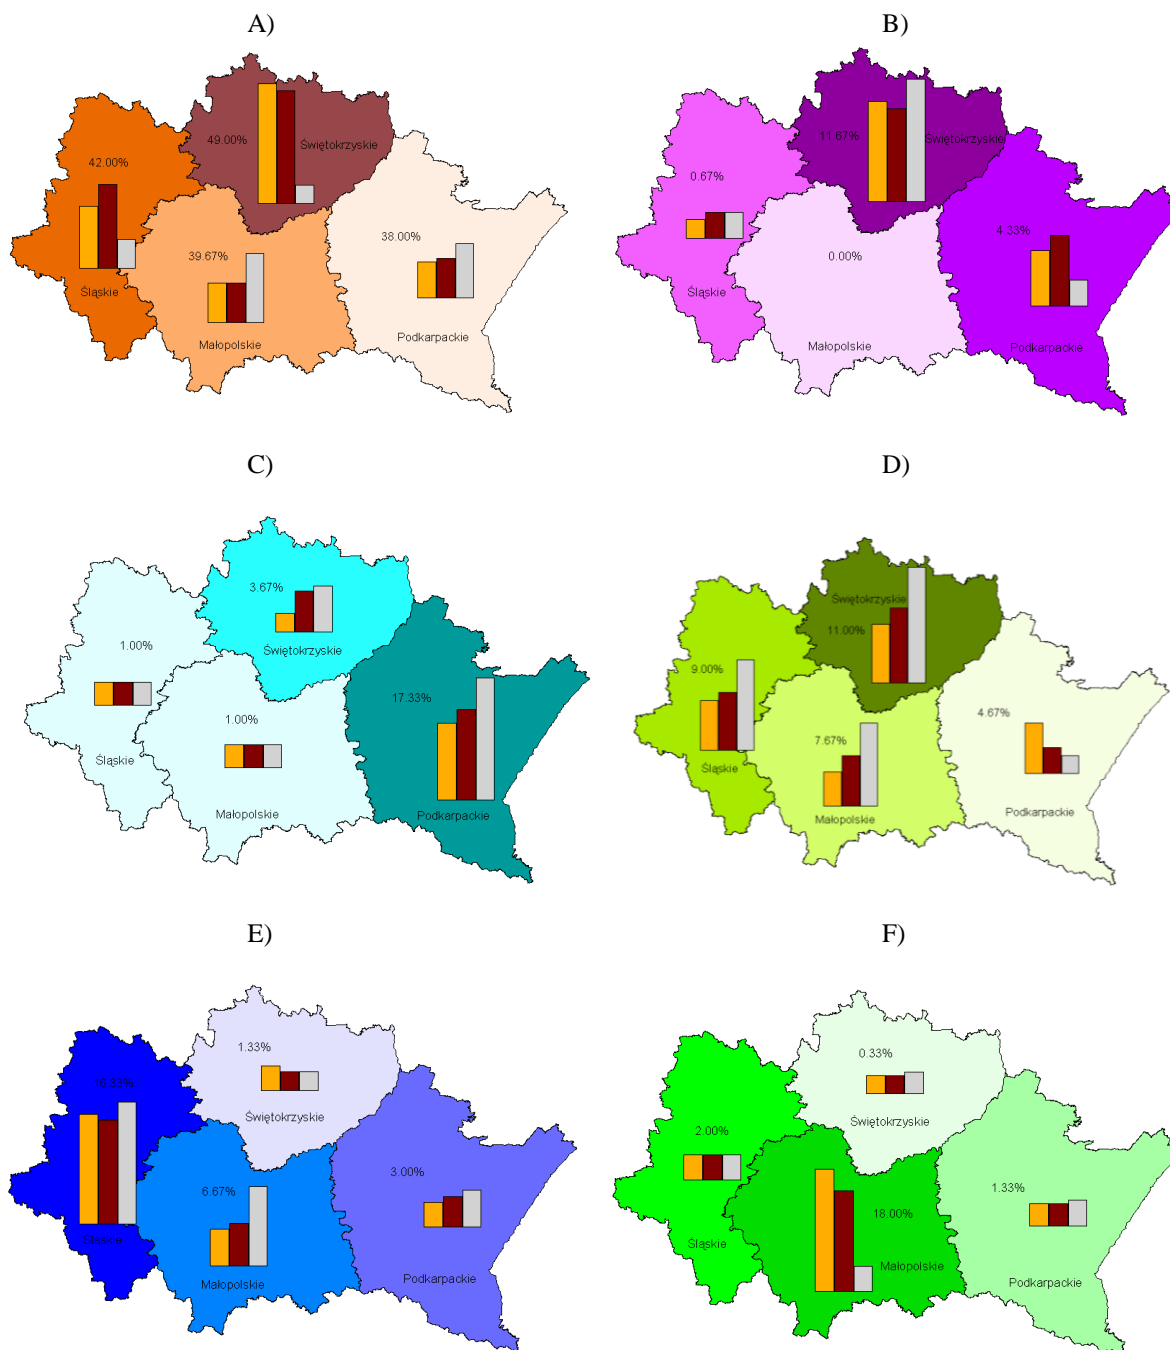 A)
B)
49.00%
Świętokrzyskie
42.00%
39.67%
38.00%
Śląskie
Małopolskie
Podkarpackie
11.67%
Świętokrzyskie
0.67%
4.33%
0.00%
Małopolskie
Podkarpackie
C)
D)
3.67%
Świętokrzyskie
1.00%
17.33%
1.00%
Śląskie
Małopolskie
Podkarpackie
Świętokrzyskie
11.00%
9.00%
4.67%
7.67%
Śląskie
Małopolskie
Podkarpackie
E)
F)
1.33%
16.33%
Świętokrzyskie
6.67%
3.00%
Śląskie
Małopolskie
Podkarpackie
0.33%
Świętokrzyskie
2.00%
1.33%
18.00%
Śląskie
Małopolskie
Podkarpackie